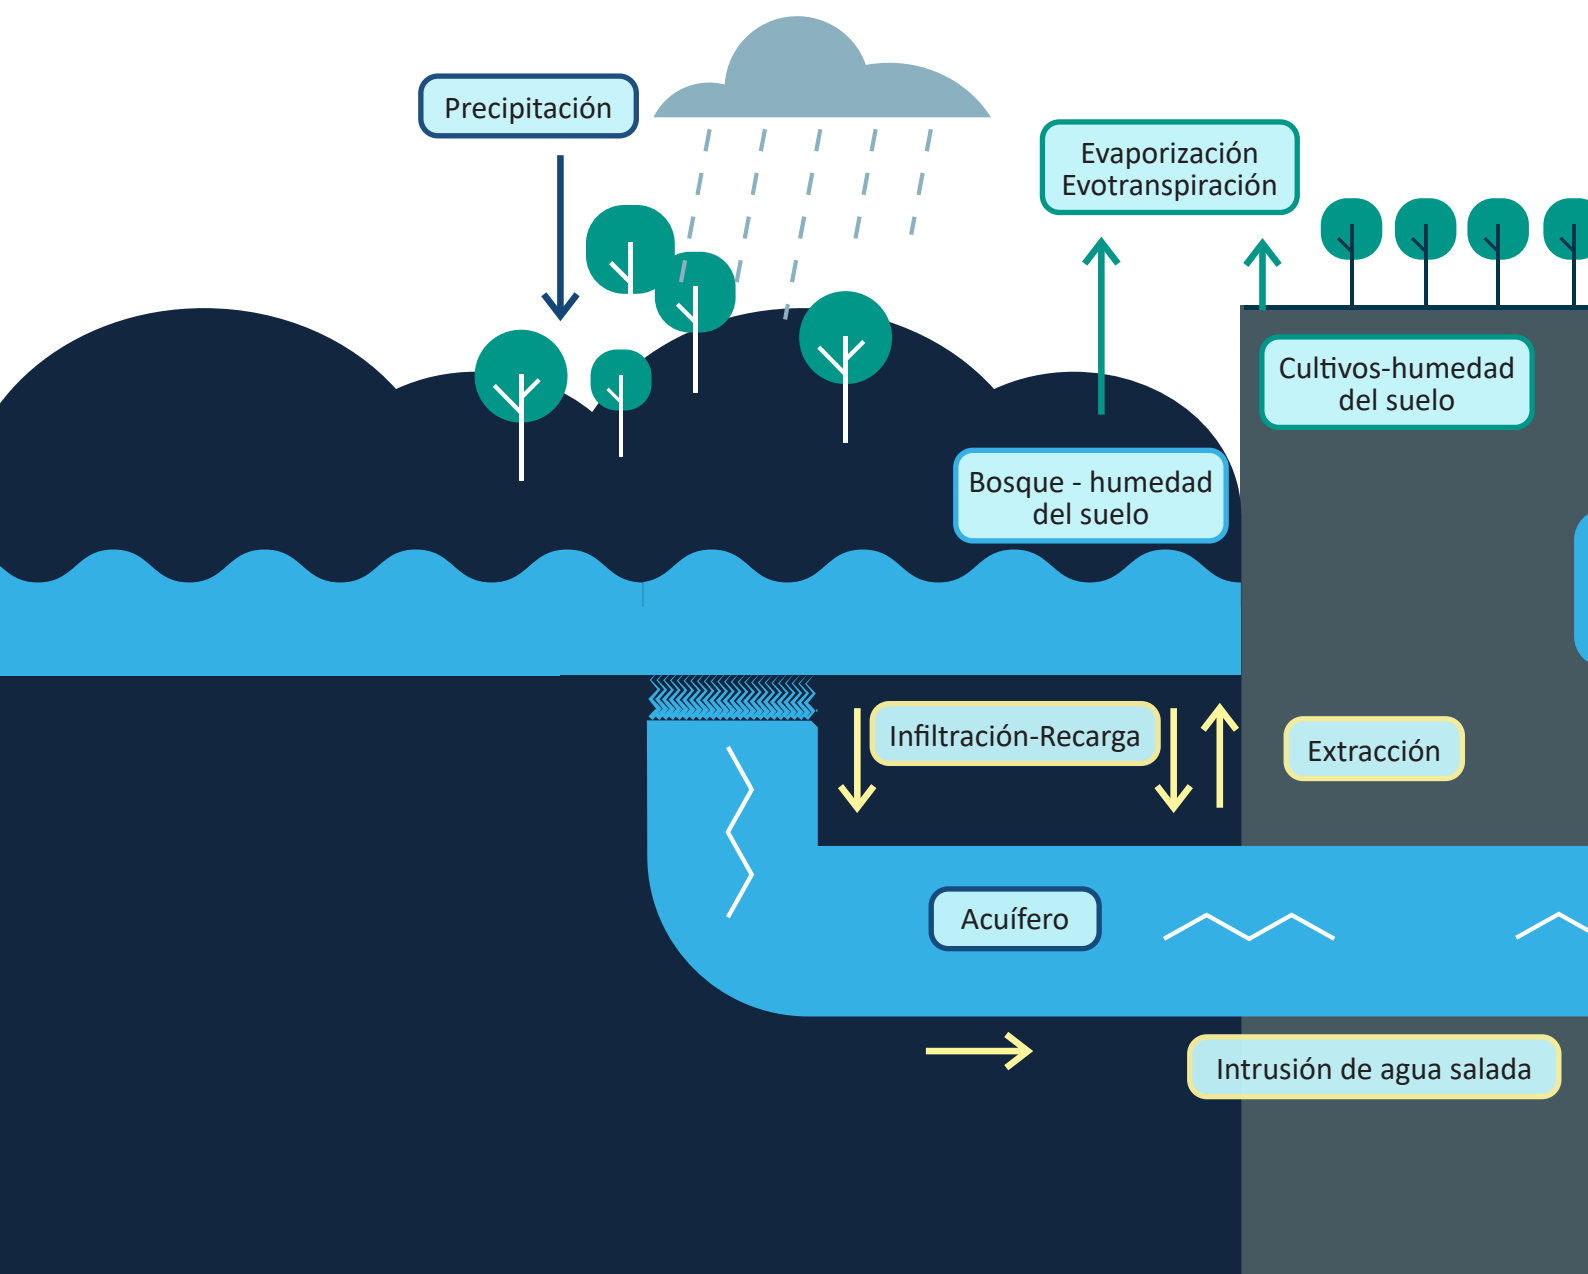 Precipitación
Evaporización
Evotranspiración
Cultivos-humedad
del suelo
Bosque - humedad
del suelo
Infiltración-Recarga
Extracción
Acuífero
Intrusión de agua salada